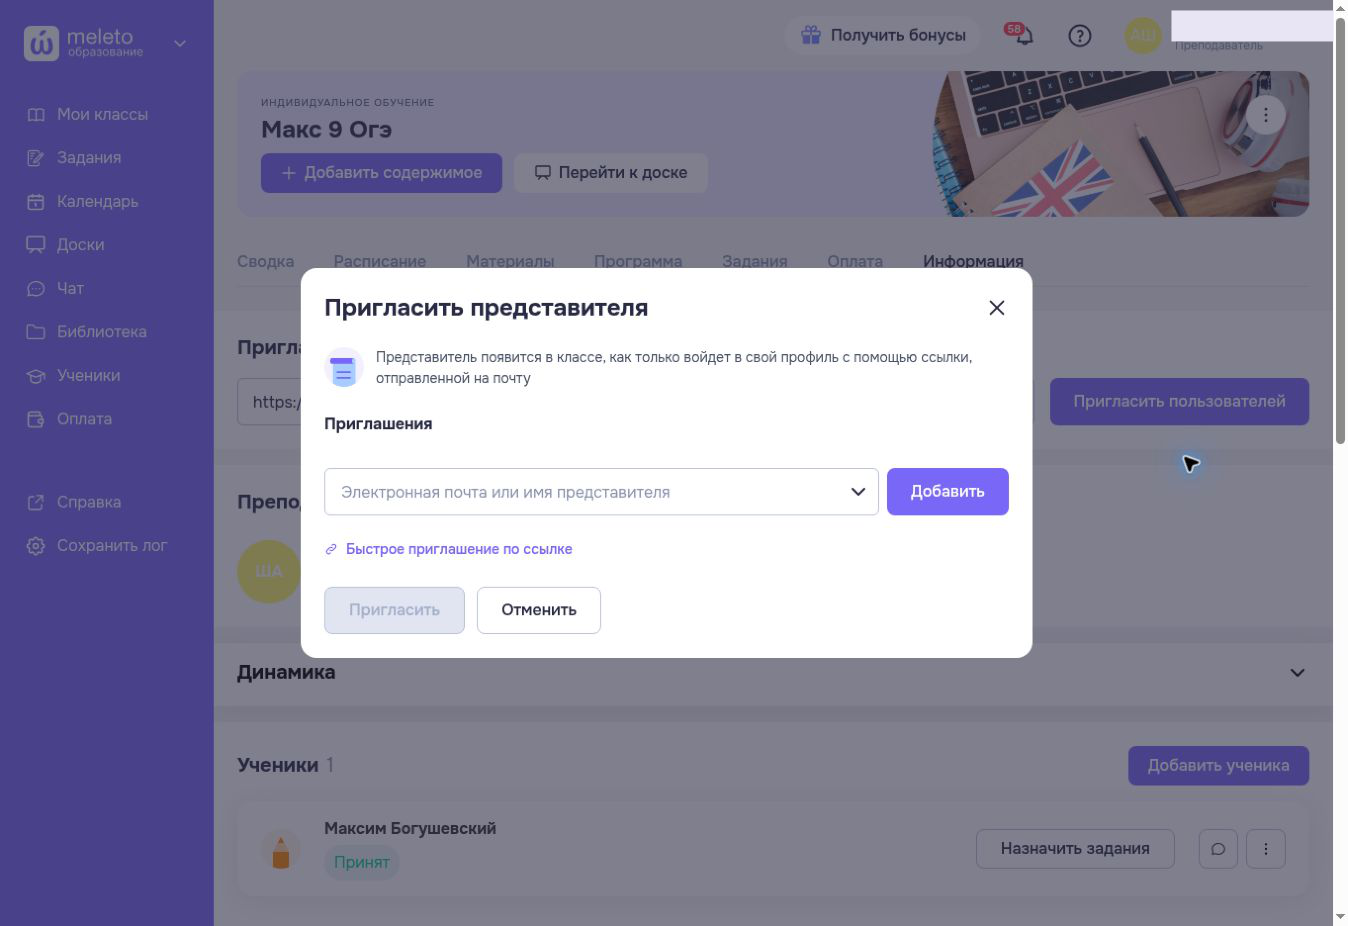 meleto
образование
Мои классы
Задания
Календарь
Доски
Чат
Библиотека
Ученики
Оплата
Справка
Сохранить лог
Получить бонусы
58
АШ
Преподаватель
ИНДИВИДУАЛЬНОЕ ОБУЧЕНИЕ
Макс 9 Огэ
+ Добавить содержимое
Перейти к доске
Сводка Расписание Материалы Программа Задания Оплата Информация
Пригла
https:/
Пригласить пользователей
Препо
ША
Пригласить представителя
Представитель появится в классе, как только войдет в свой профиль с помощью ссылки,
отправленной на почту
Приглашения
Электронная почта или имя представителя
Добавить
Быстрое приглашение по ссылке
Пригласить
Отменить
Динамика
Ученики 1
Добавить ученика
Максим Богушевский
Принят
Назначить задания